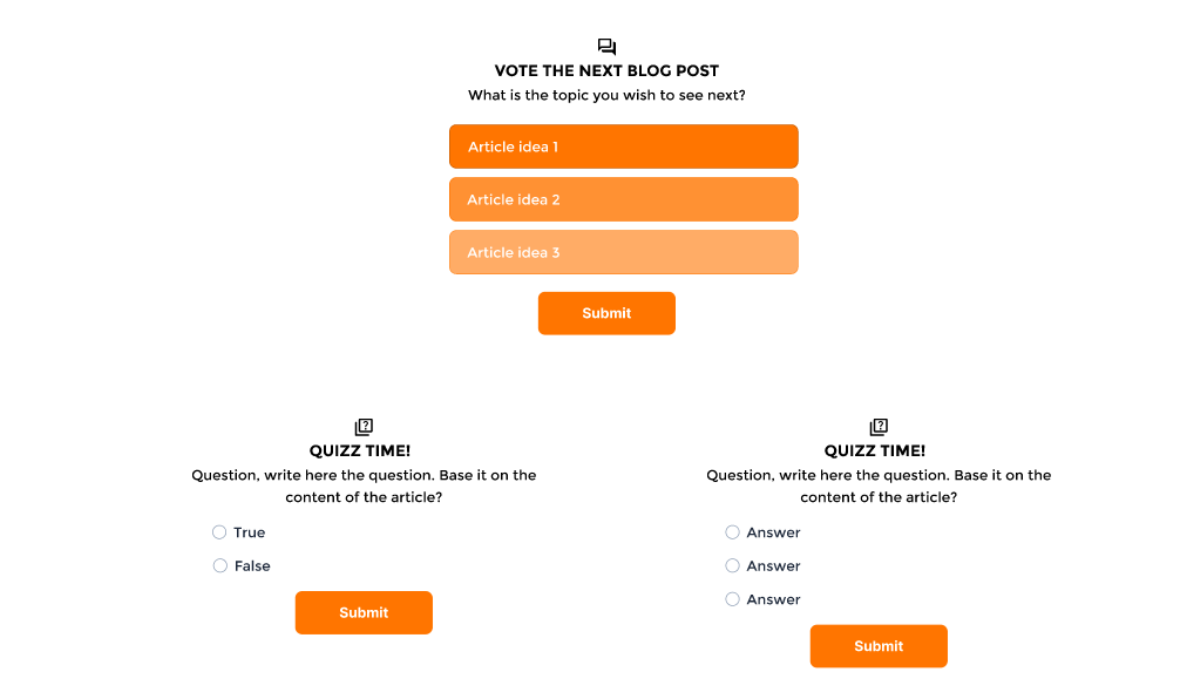 VOTE THE NEXT BLOG POST
What is the topic you wish to see next?
Article idea 1
Article idea 2
Article idea 3
Submit
QUIZZ TIME!
Question, write here the question. Base it on the
content of the article?
True
False
Submit
QUIZZ TIME!
Question, write here the question. Base it on the
content of the article?
Answer
Answer
Answer
Submit